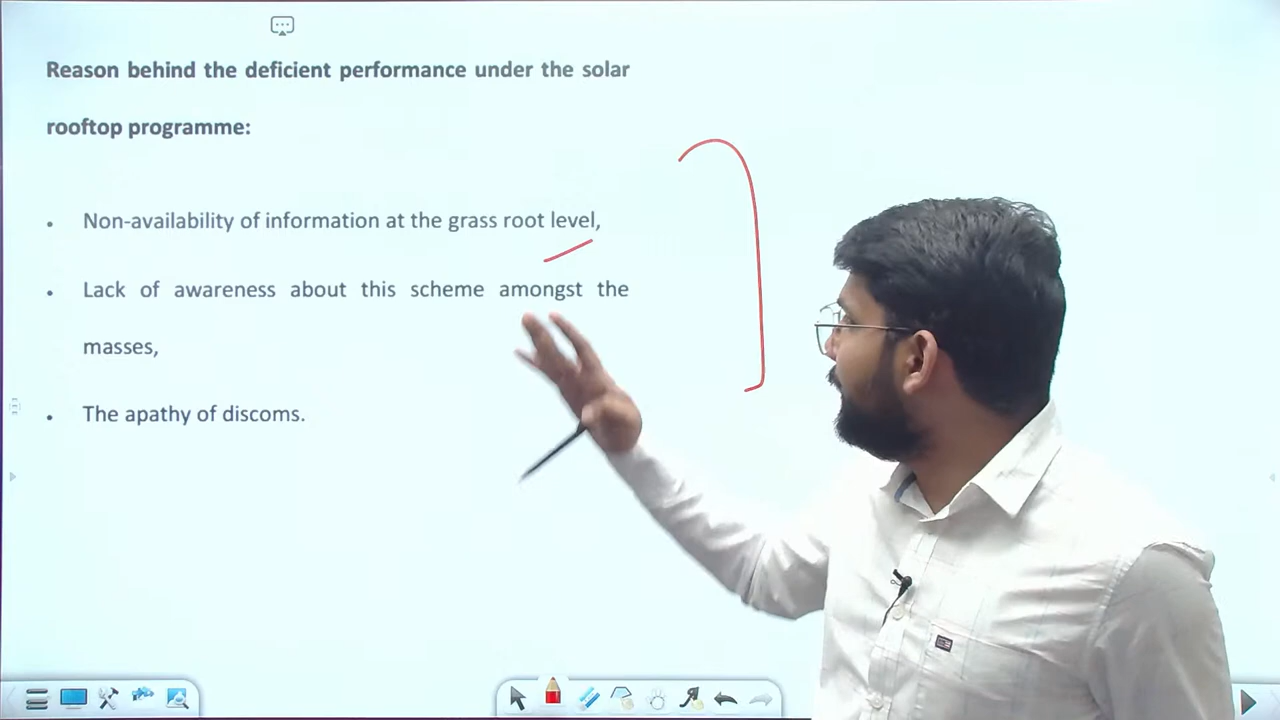 Reason behind the deficient performance under the solar
rooftop programme:
• Non-availability of information at the grass root level,
• Lack of awareness about this scheme amongst the
masses,
• The apathy of discoms.